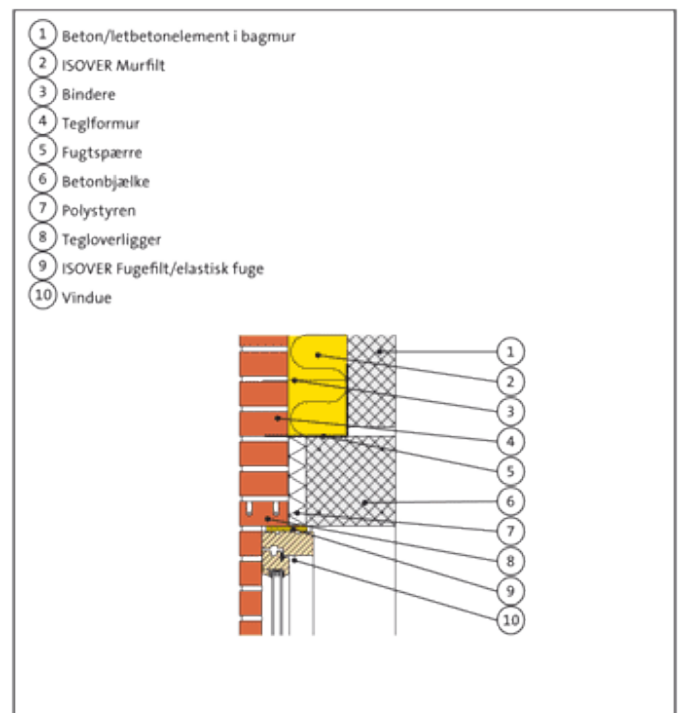 1 Beton/letbetonelement i bagmur
2 ISOVER Murfilt
3 Bindere
4 Teglformur
5 Fugtspærre
6 Betonbjælke
7 Polystyren
8 Tegloverligger
9 ISOVER Fugefilt/elastisk fuge
10 Vindue
1
2
3
4
5
6
7
8
9
10